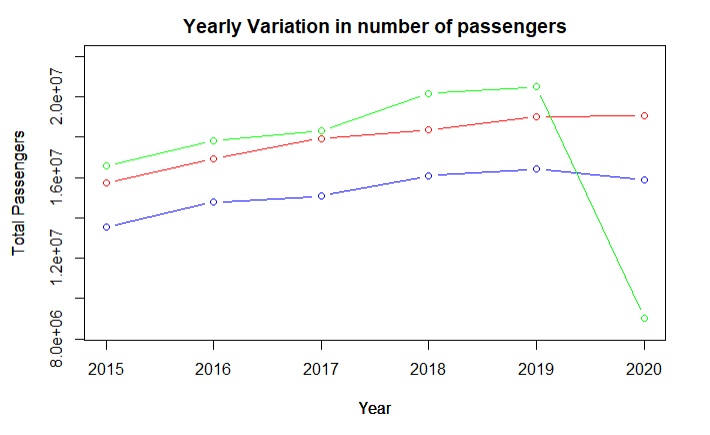 Yearly Variation in number of passengers
Total Passengers
2.0e+07
1.6e+07
1.2e+07
8.0e+06
2015 2016 2017 2018 2019 2020
Year